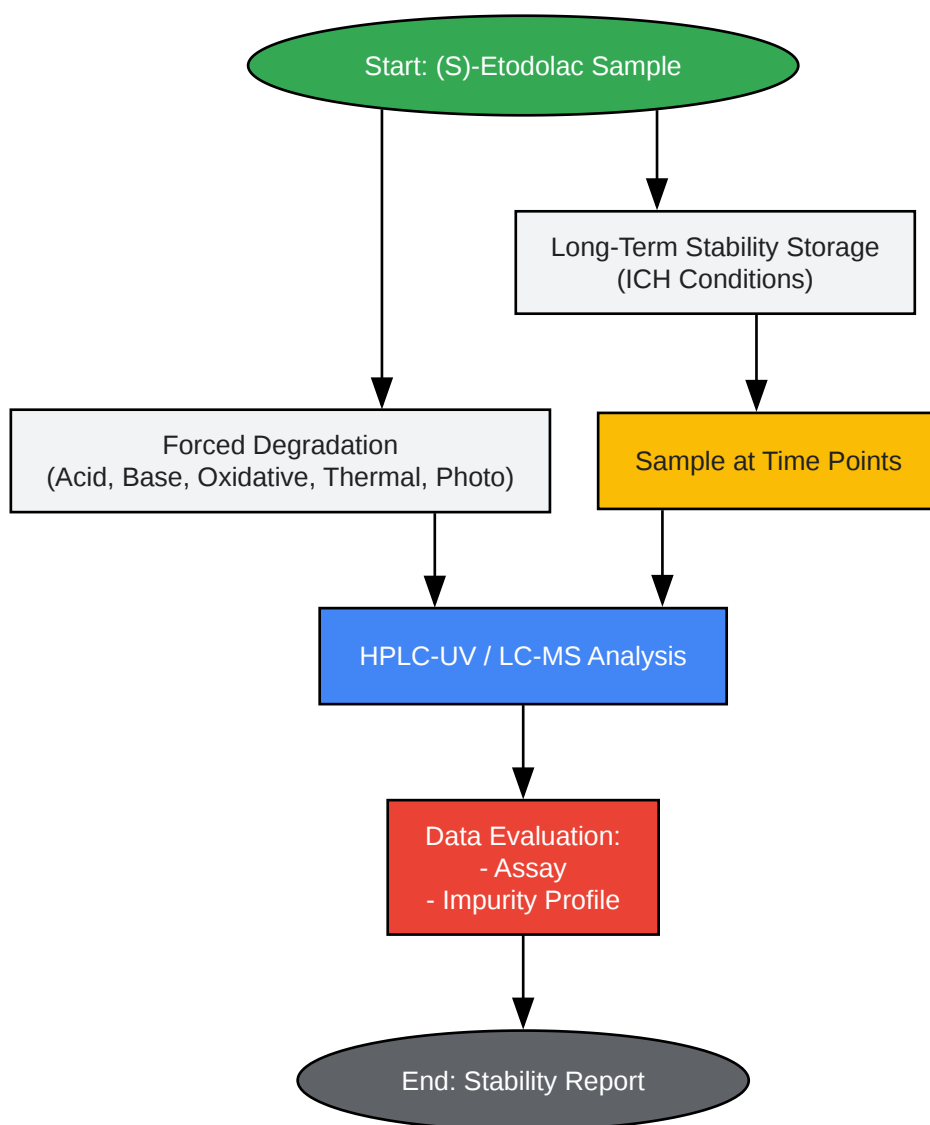 Start: (S)-Etodolac Sample
Long-Term Stability Storage
(ICH Conditions)
Forced Degradation
(Acid, Base, Oxidative, Thermal, Photo)
Sample at Time Points
HPLC-UV / LC-MS Analysis
Data Evaluation:
- Assay
- Impurity Profile
End: Stability Report